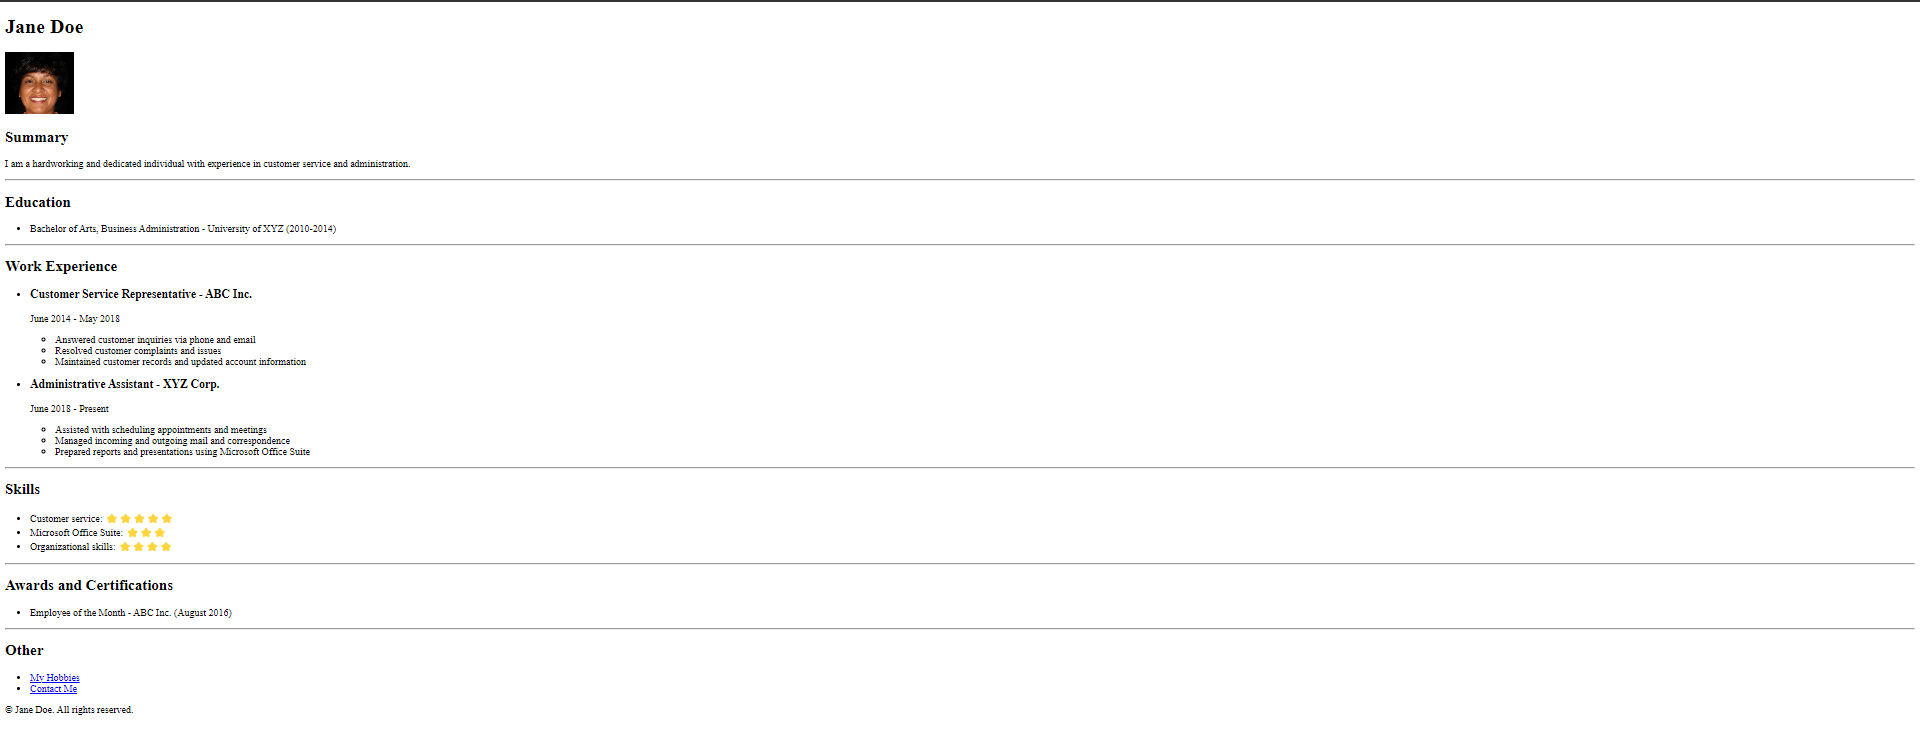 Jane Doe
Summary
I am a hardworking and dedicated individual with experience in customer service and administration.
Education
Bachelor of Arts, Business Administration - University of XYZ (2010-2014)
Work Experience
Customer Service Representative - ABC Inc.
June 2014 - May 2018
Answered customer inquiries via phone and email
Resolved customer complaints and issues
Maintained customer records and updated account information
Administrative Assistant - XYZ Corp.
June 2018 - Present
Assisted with scheduling appointments and meetings
Managed incoming and outgoing mail and correspondence
Prepared reports and presentations using Microsoft Office Suite
Skills
Customer service:
Microsoft Office Suite:
Organizational skills:
Awards and Certifications
Employee of the Month - ABC Inc. (August 2016)
Other
My Hobbies
Contact Me
© Jane Doe. All rights reserved.